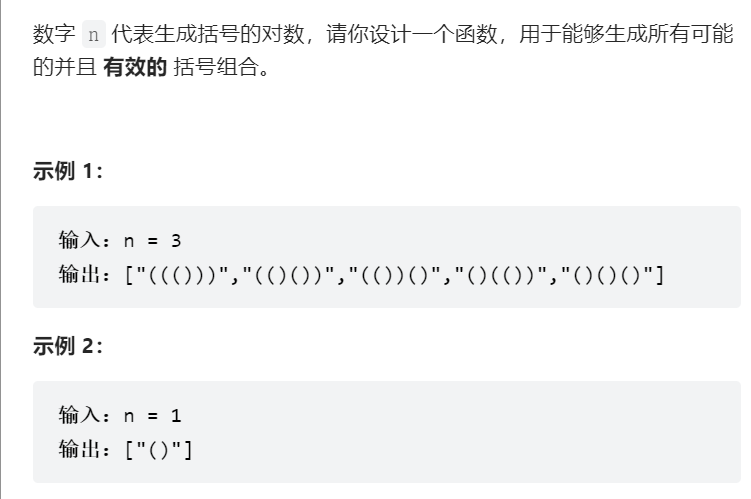 数字 n 代表生成括号的对数，请你设计一个函数，用于能够生成所有可能
的并且 有效的 括号组合。
示例 1：
输入：n = 3
输出：["((()))","(()())","(())()","()(())","()()()"]
示例 2：
输入：n = 1
输出：["()"]